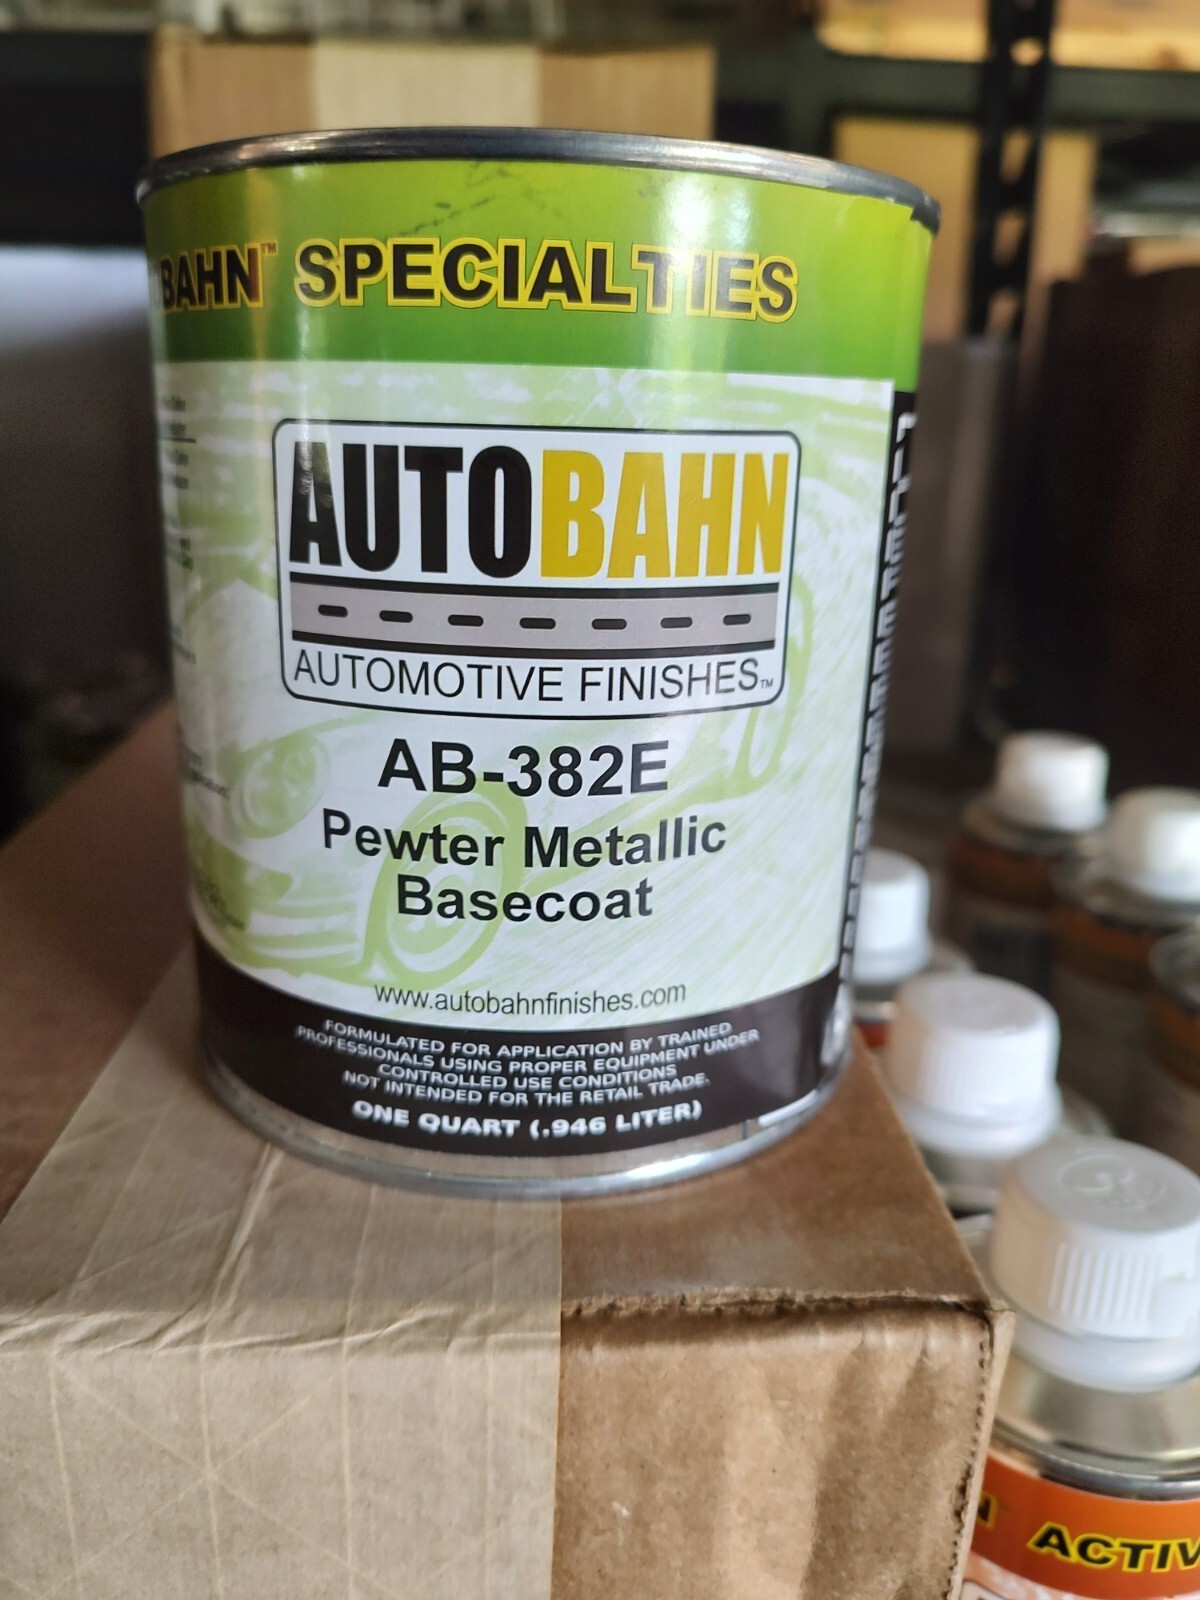 BAHN™ SPECIALTIES
AUTOBAHN
AUTOMOTIVE FINISHES™
AB-382E
Pewter Metallic
Basecoat
www.autobahnfinishes.com
FORMULATED FOR APPLICATION BY TRAINED
PROFESSIONALS USING PROPER EQUIPMENT UNDER
CONTROLLED USE CONDITIONS
NOT INTENDED FOR THE RETAIL TRADE.
ONE QUART (.946 LITER)
N ACTIV